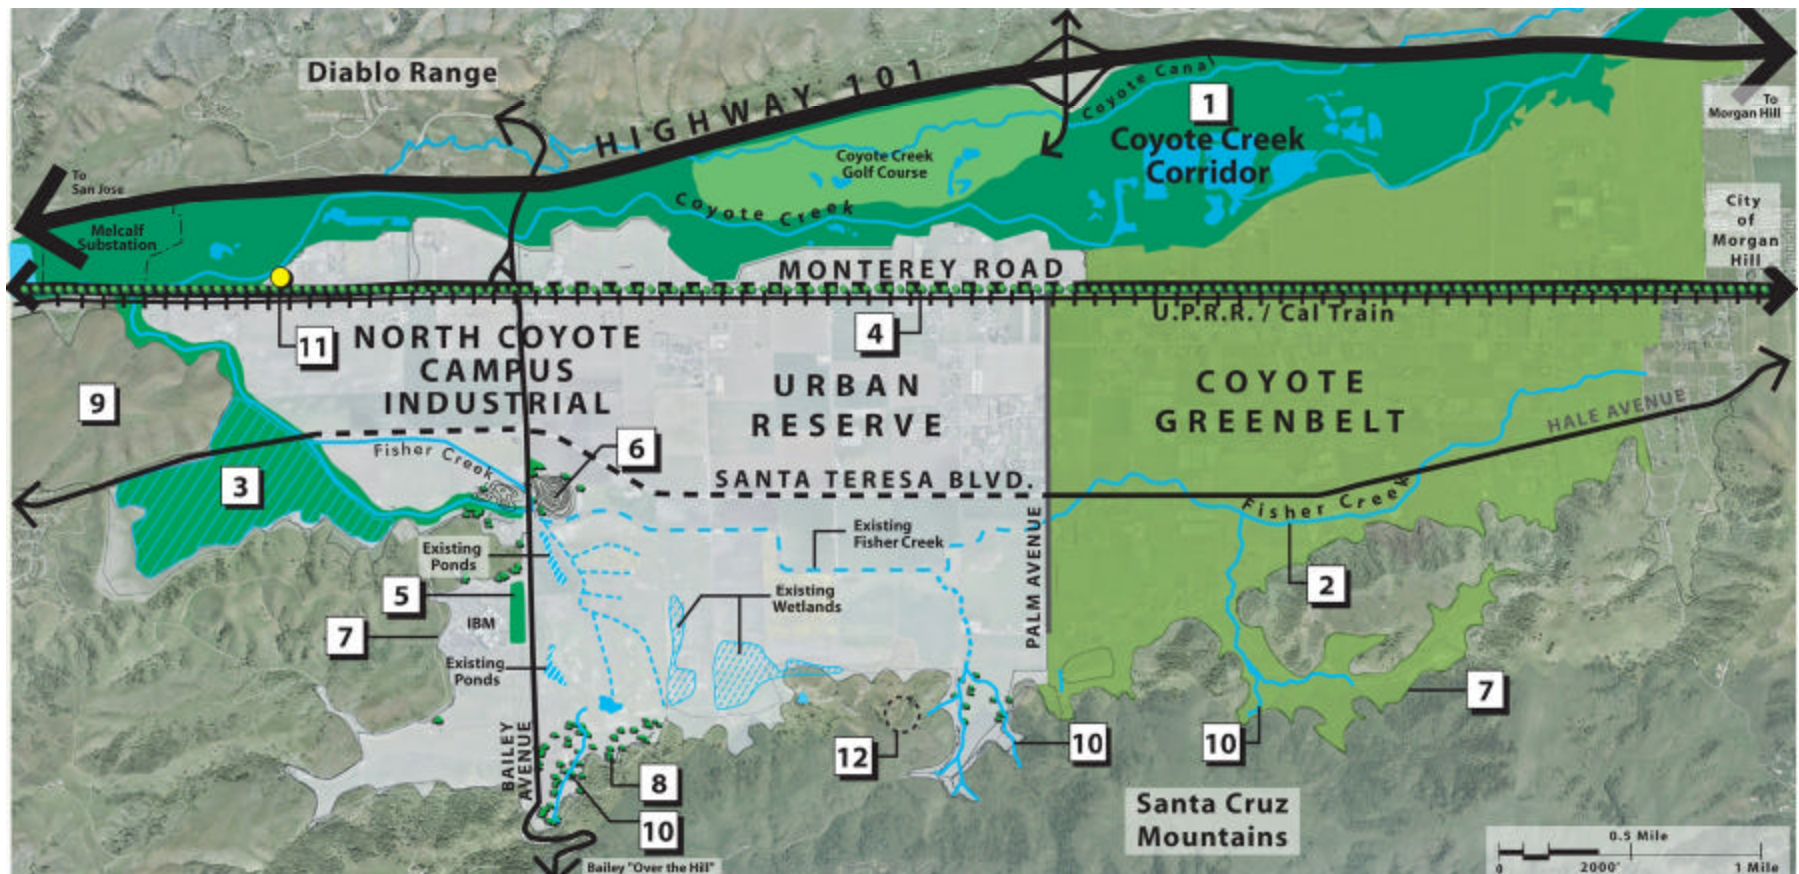 Diablo Range
HIGHWAY 101
Coyote Canal
1
Coyote Creek
Corridor
To
Morgan Hill
Coyote Creek
Golf Course
To
San Jose
Coyote Creek
Melcalf
Substation
City
of
Morgan
Hill
MONTEREY ROAD
U.P.R.R. / Cal Train
11
NORTH COYOTE
CAMPUS
INDUSTRIAL
4
URBAN
RESERVE
COYOTE
GREENBELT
9
HALE AVENUE
6
Fisher Creek
3
SANTA TERESA BLVD.
Fisher Creek
Existing
Fisher Creek
PALM AVENUE
Existing
Ponds
2
5
Existing
Wetlands
IBM
7
Existing
Ponds
7
BAILEY
AVENUE
12
10
10
8
10
Santa Cruz
Mountains
Bailey "Over the Hill"
0.5 Mile
0
2000'
1 Mile